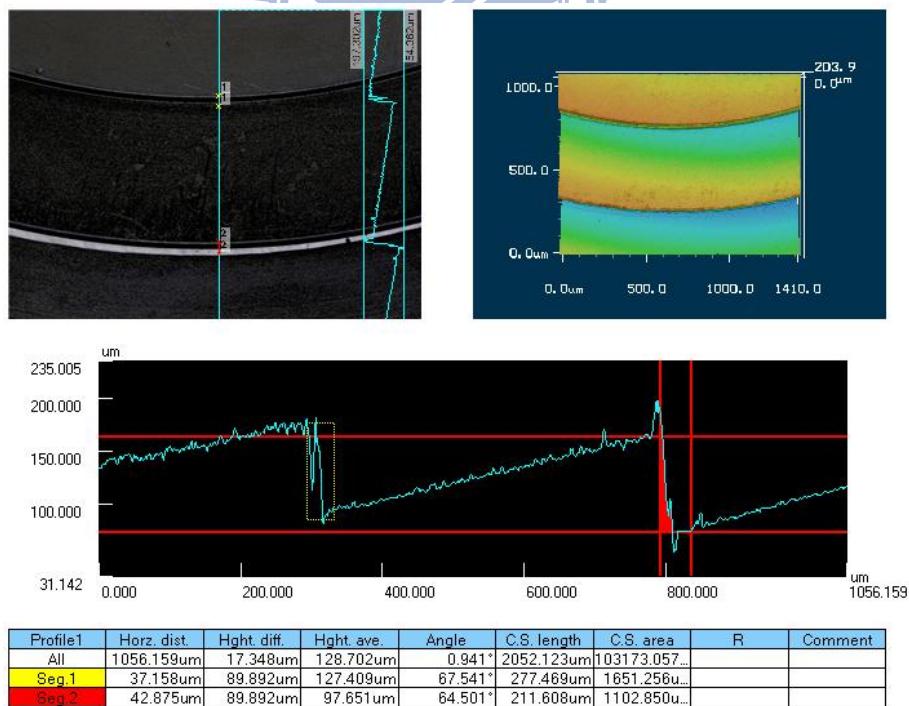 197.302um
54.362um
1
1
2
2
203.9
0.0um
1000.0
500.0
0.0um
0.0um 500.0 1000.0 1410.0
um
235.005
200.000
150.000
100.000
31.142
0.000 200.000 400.000 600.000 800.000 um
1056.159
Profile1 Horz. dist. Hght. diff. Hght. ave. Angle C.S. length C.S. area R Comment
All 1056.159um 17.348um 128.702um 0.941° 2052.123um 103173.057...
Seg.1 37.158um 89.892um 127.409um 67.541° 277.469um 1651.256u...
Seg.2 42.875um 89.892um 97.651um 64.501° 211.608um 1102.850u...